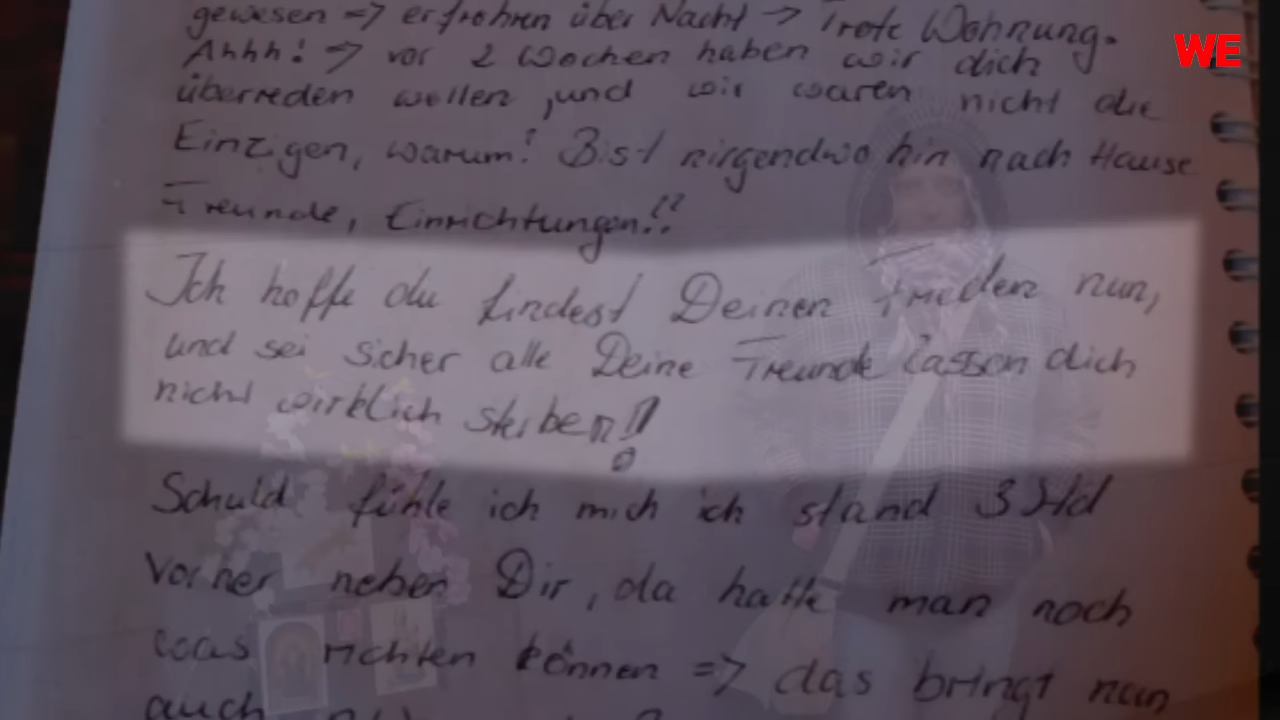 gewesen => erfrohren über Nacht -> Trotz Wohnung.
WE
Ahhh! => vor 2 Wochen haben wir dich
überreden wollen, und wir waren nicht die
Einzigen, warum? Bist nirgendwo hin nach Hause
Freunde, Einrichtungen!?
Ich hoffe du findest Deinen Frieden nun,
und sei sicher alle Deine Freunde lassen dich
nicht wirklich sterben!!
Schuld fühle ich mich ich stand 3 Std
Vorher neben Dir, da hatte man noch
was richten können => das bringt nun
auch